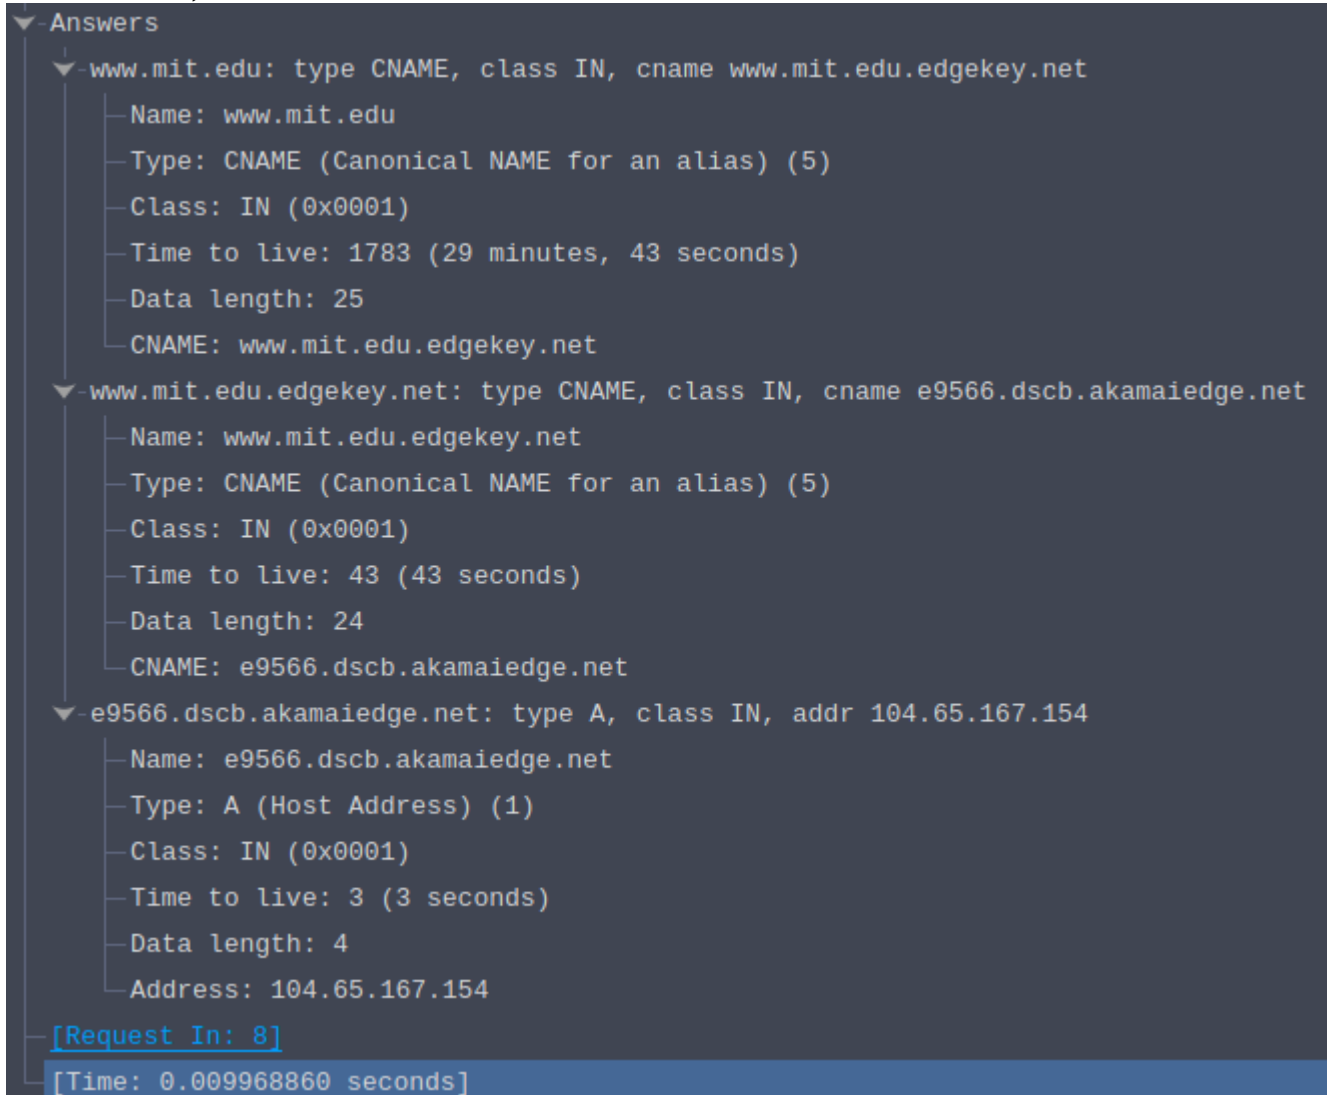 Answers
www.mit.edu: type CNAME, class IN, cname www.mit.edu.edgekey.net
Name: www.mit.edu
Type: CNAME (Canonical NAME for an alias) (5)
Class: IN (0x0001)
Time to live: 1783 (29 minutes, 43 seconds)
Data length: 25
CNAME: www.mit.edu.edgekey.net
www.mit.edu.edgekey.net: type CNAME, class IN, cname e9566.dscb.akamaiedge.net
Name: www.mit.edu.edgekey.net
Type: CNAME (Canonical NAME for an alias) (5)
Class: IN (0x0001)
Time to live: 43 (43 seconds)
Data length: 24
CNAME: e9566.dscb.akamaiedge.net
e9566.dscb.akamaiedge.net: type A, class IN, addr 104.65.167.154
Name: e9566.dscb.akamaiedge.net
Type: A (Host Address) (1)
Class: IN (0x0001)
Time to live: 3 (3 seconds)
Data length: 4
Address: 104.65.167.154
[Request In: 8]
[Time: 0.009968860 seconds]